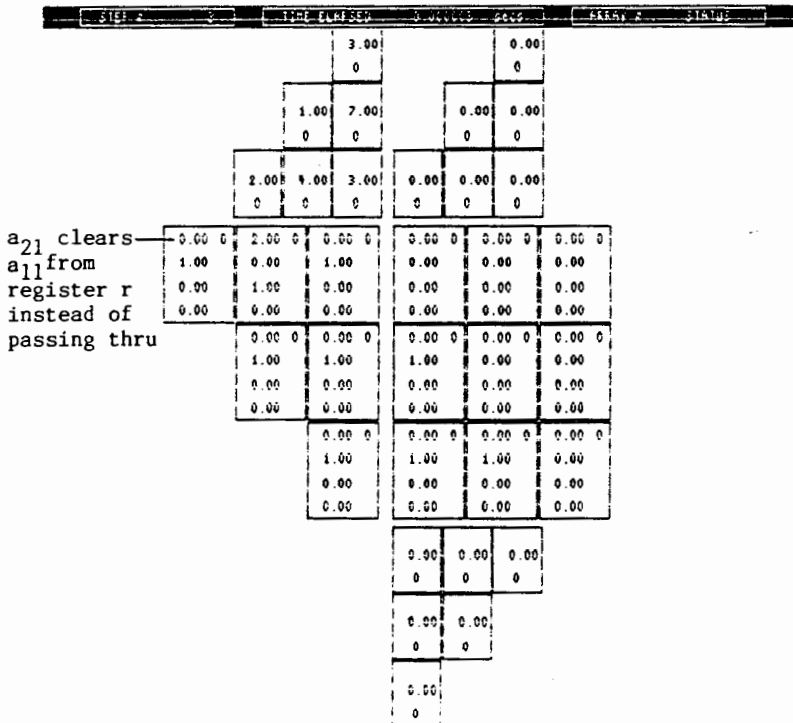 STEP # 3 TIME ELAPSED 0.000003 secs ARRAY # STATUS
3.00 0.00
0 0
1.00 7.00 0.00 0.00
0 0 0 0
2.00 4.00 3.00 0.00 0.00 0.00
0 0 0 0 0 0
a21 clears 0.00 0 2.00 0 0.00 0 0.00 0 0.00 0 0.00 0
a11 from 1.00 0.00 1.00 0.00 0.00 0.00
register r 0.00 1.00 0.00 0.00 0.00 0.00
instead of 0.00 0.00 0.00 0.00 0.00 0.00
passing thru
0.00 0 0.00 0 0.00 0 0.00 0 0.00 0
1.00 1.00 1.00 0.00 0.00
0.00 0.00 0.00 0.00 0.00
0.00 0.00 0.00 0.00 0.00
0.00 0 0.00 0 0.00 0 0.00 0
1.00 1.00 1.00 0.00
0.00 0.00 0.00 0.00
0.00 0.00 0.00 0.00
0.00 0.00 0.00
0 0 0
0.00 0.00
0 0
0.00
0